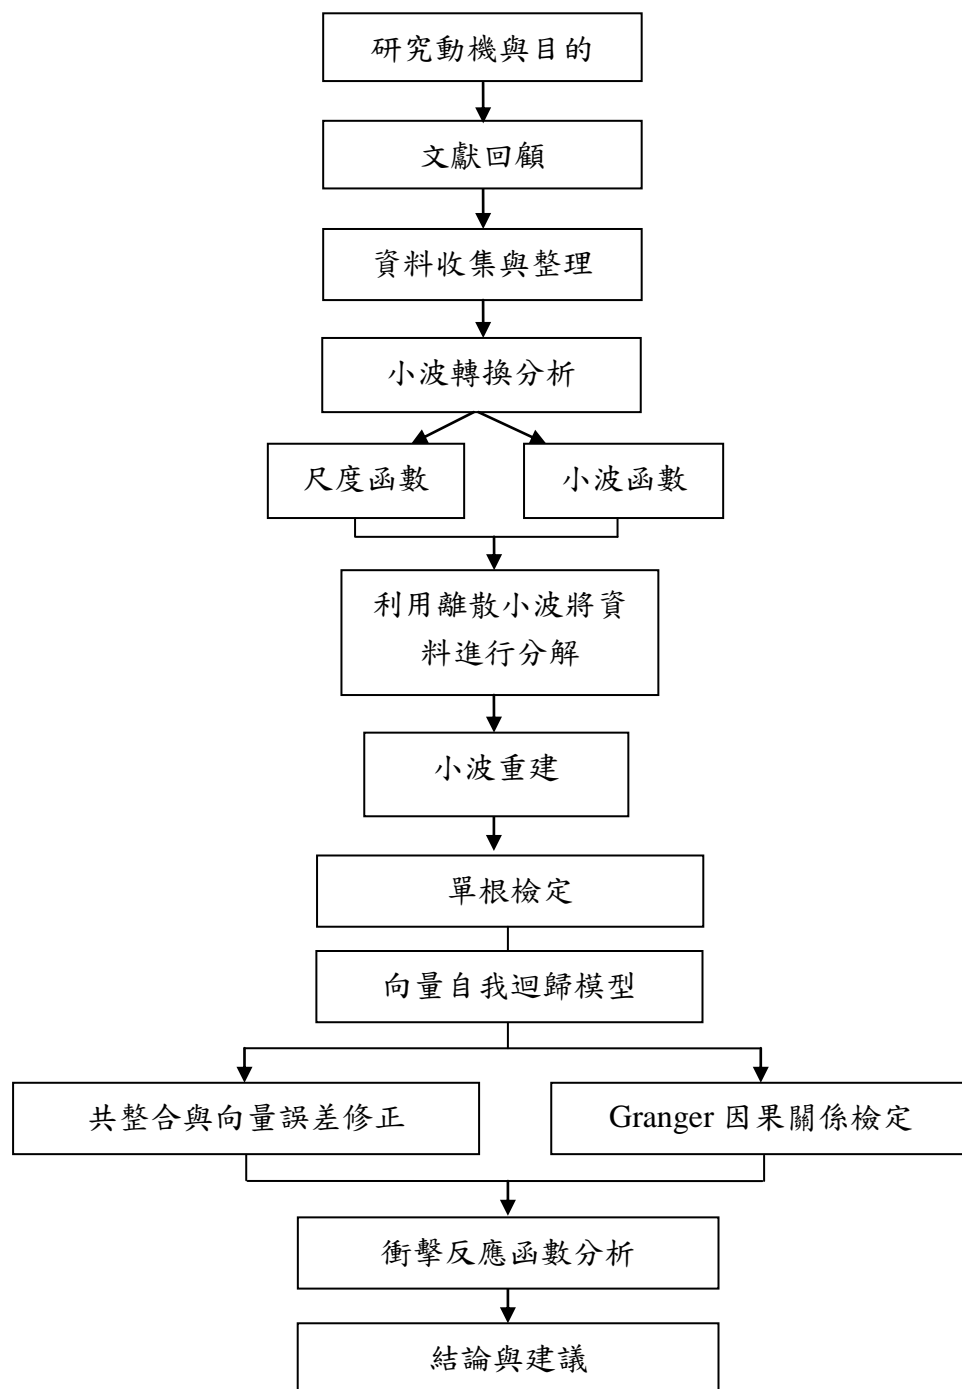 研究動機與目的
文獻回顧
資料收集與整理
小波轉換分析
尺度函數
小波函數
利用離散小波將資
料進行分解
小波重建
單根檢定
向量自我迴歸模型
共整合與向量誤差修正
Granger 因果關係檢定
衝擊反應函數分析
結論與建議